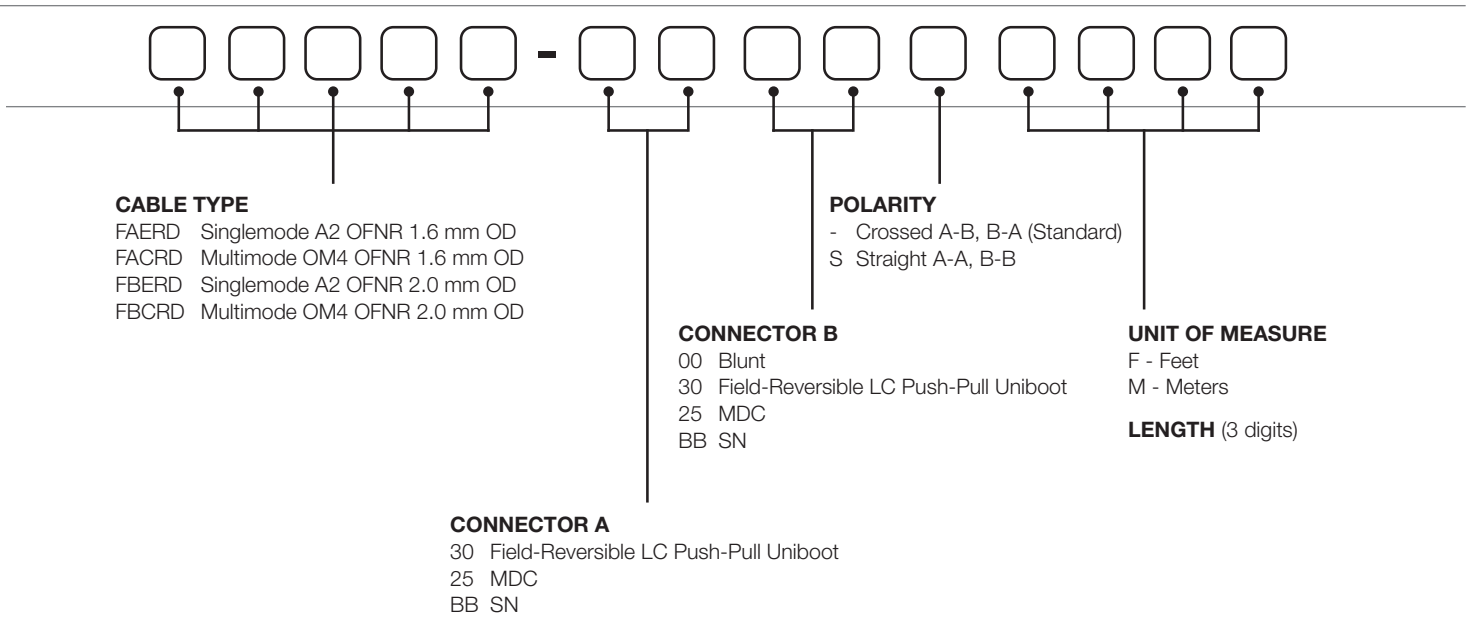 -
CABLE TYPE
FAERD Singlemode A2 OFNR 1.6 mm OD
FACRD Multimode OM4 OFNR 1.6 mm OD
FBERD Singlemode A2 OFNR 2.0 mm OD
FBCRD Multimode OM4 OFNR 2.0 mm OD
POLARITY
- Crossed A-B, B-A (Standard)
S Straight A-A, B-B
CONNECTOR B
00 Blunt
30 Field-Reversible LC Push-Pull Uniboot
25 MDC
BB SN
UNIT OF MEASURE
F - Feet
M - Meters
LENGTH (3 digits)
CONNECTOR A
30 Field-Reversible LC Push-Pull Uniboot
25 MDC
BB SN